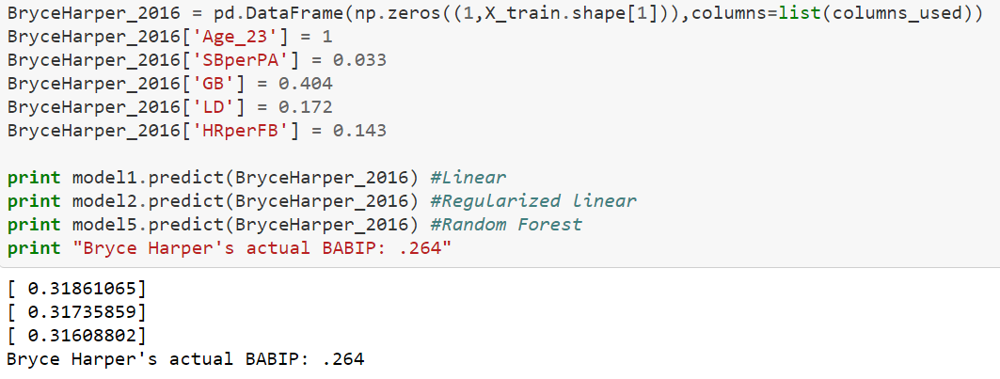 BryceHarper_2016 = pd.DataFrame(np.zeros((1,X_train.shape[1])),columns=list(columns_used))
BryceHarper_2016['Age_23'] = 1
BryceHarper_2016['SBperPA'] = 0.033
BryceHarper_2016['GB'] = 0.404
BryceHarper_2016['LD'] = 0.172
BryceHarper_2016['HRperFB'] = 0.143
print model1.predict(BryceHarper_2016) #Linear
print model2.predict(BryceHarper_2016) #Regularized linear
print model5.predict(BryceHarper_2016) #Random Forest
print "Bryce Harper's actual BABIP: .264"
[ 0.31861065]
[ 0.31735859]
[ 0.31608802]
Bryce Harper's actual BABIP: .264